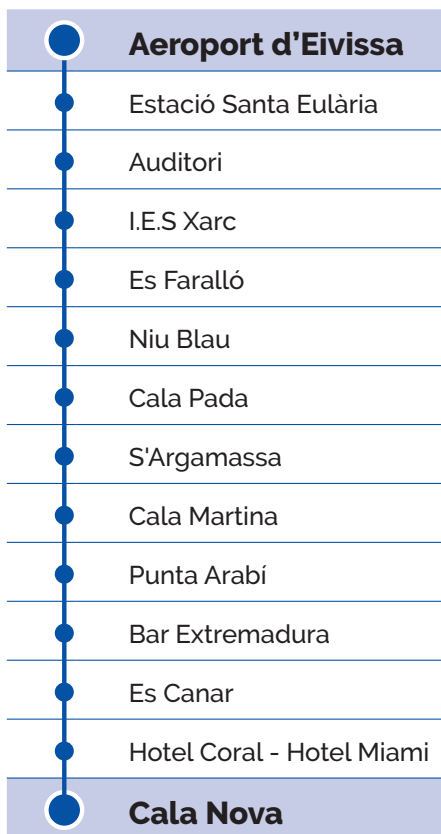 Aeroport d’Eivissa
Estació Santa Eulària
Auditori
I.E.S Xarc
Es Faralló
Niu Blau
Cala Pada
S'Argamassa
Cala Martina
Punta Arabí
Bar Extremadura
Es Canar
Hotel Coral - Hotel Miami
Cala Nova